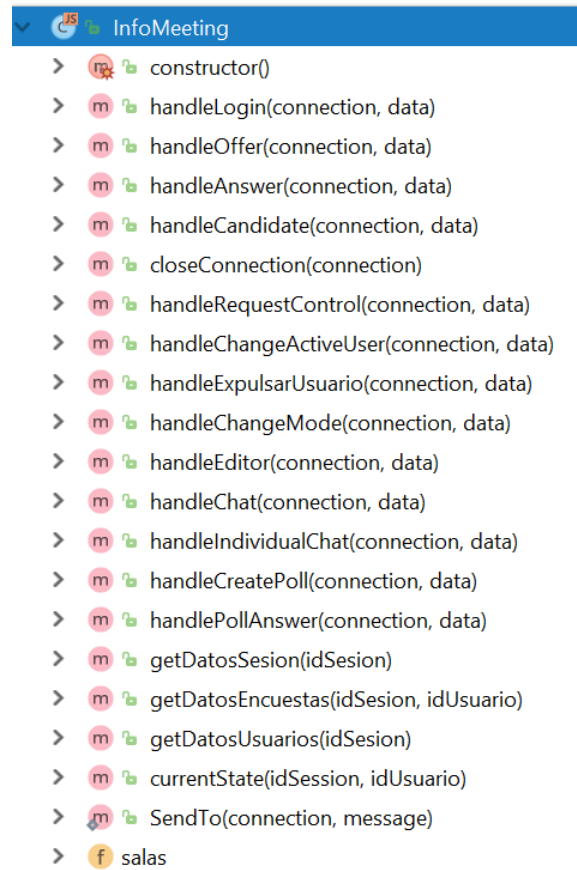 JS InfoMeeting
m constructor()
m handleLogin(connection, data)
m handleOffer(connection, data)
m handleAnswer(connection, data)
m handleCandidate(connection, data)
m closeConnection(connection)
m handleRequestControl(connection, data)
m handleChangeActiveUser(connection, data)
m handleExpulsarUsuario(connection, data)
m handleChangeMode(connection, data)
m handleEditor(connection, data)
m handleChat(connection, data)
m handleIndividualChat(connection, data)
m handleCreatePoll(connection, data)
m handlePollAnswer(connection, data)
m getDatosSesion(idSesion)
m getDatosEncuestas(idSesion, idUsuario)
m getDatosUsuarios(idSesion)
m currentState(idSession, idUsuario)
m SendTo(connection, message)
f salas